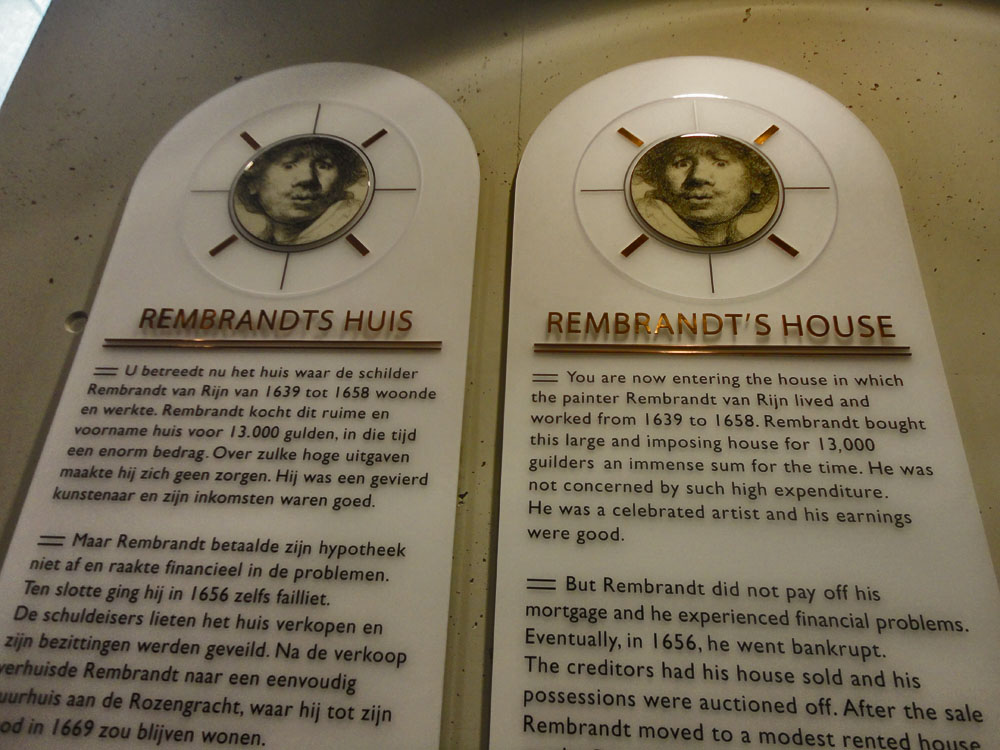 REMBRANDTS HUIS
U betreedt nu het huis waar de schilder
Rembrandt van Rijn van 1639 tot 1658 woonde
en werkte. Rembrandt kocht dit ruime en
voorname huis voor 13.000 gulden, in die tijd
een enorm bedrag. Over zulke hoge uitgaven
maakte hij zich geen zorgen. Hij was een gevierd
kunstenaar en zijn inkomsten waren goed.
Maar Rembrandt betaalde zijn hypotheek
niet af en raakte financieel in de problemen.
Ten slotte ging hij in 1656 zelfs failliet.
De schuldeisers lieten het huis verkopen en
zijn bezittingen werden geveild. Na de verkoop
verhuisde Rembrandt naar een eenvoudig
uurhuis aan de Rozengracht, waar hij tot zijn
od in 1669 zou blijven wonen.
REMBRANDT'S HOUSE
You are now entering the house in which
the painter Rembrandt van Rijn lived and
worked from 1639 to 1658. Rembrandt bought
this large and imposing house for 13,000
guilders an immense sum for the time. He was
not concerned by such high expenditure.
He was a celebrated artist and his earnings
were good.
But Rembrandt did not pay off his
mortgage and he experienced financial problems.
Eventually, in 1656, he went bankrupt.
The creditors had his house sold and his
possessions were auctioned off. After the sale
Rembrandt moved to a modest rented house